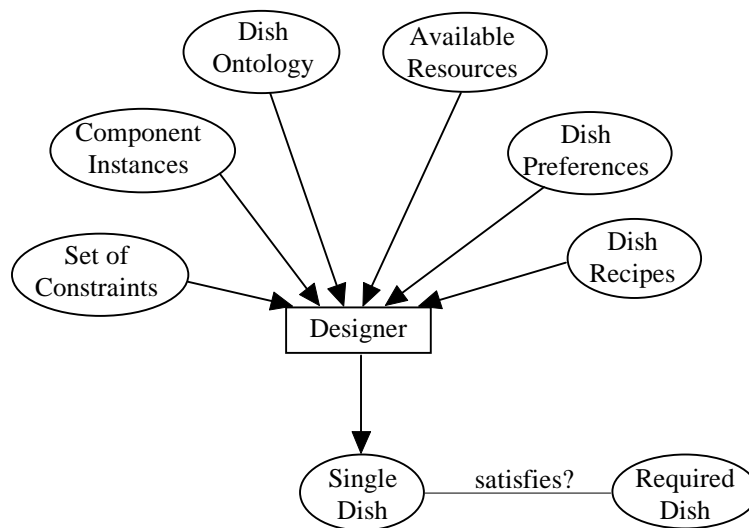 Dish
Ontology
Available
Resources
Component
Instances
Dish
Preferences
Set of
Constraints
Dish
Recipes
Designer
Single
Dish
satisfies?
Required
Dish